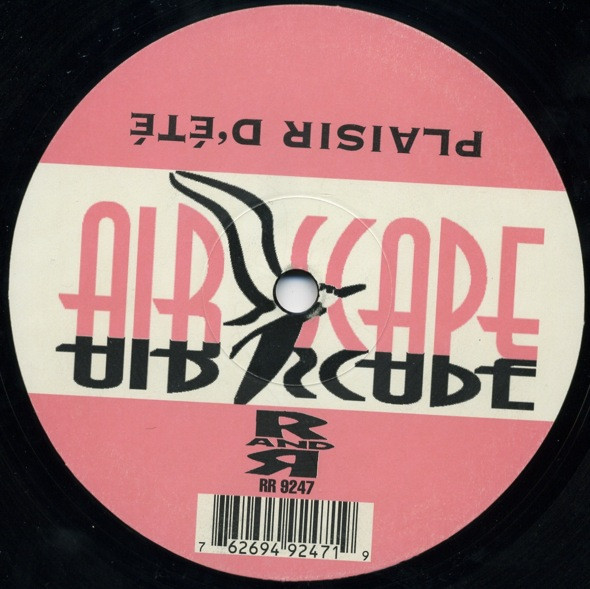 PLAISIR D'ÉTÉ
AIRSCAPE
AIRSCAPE
R
AND
R
RR 9247
7 62694 92471 9